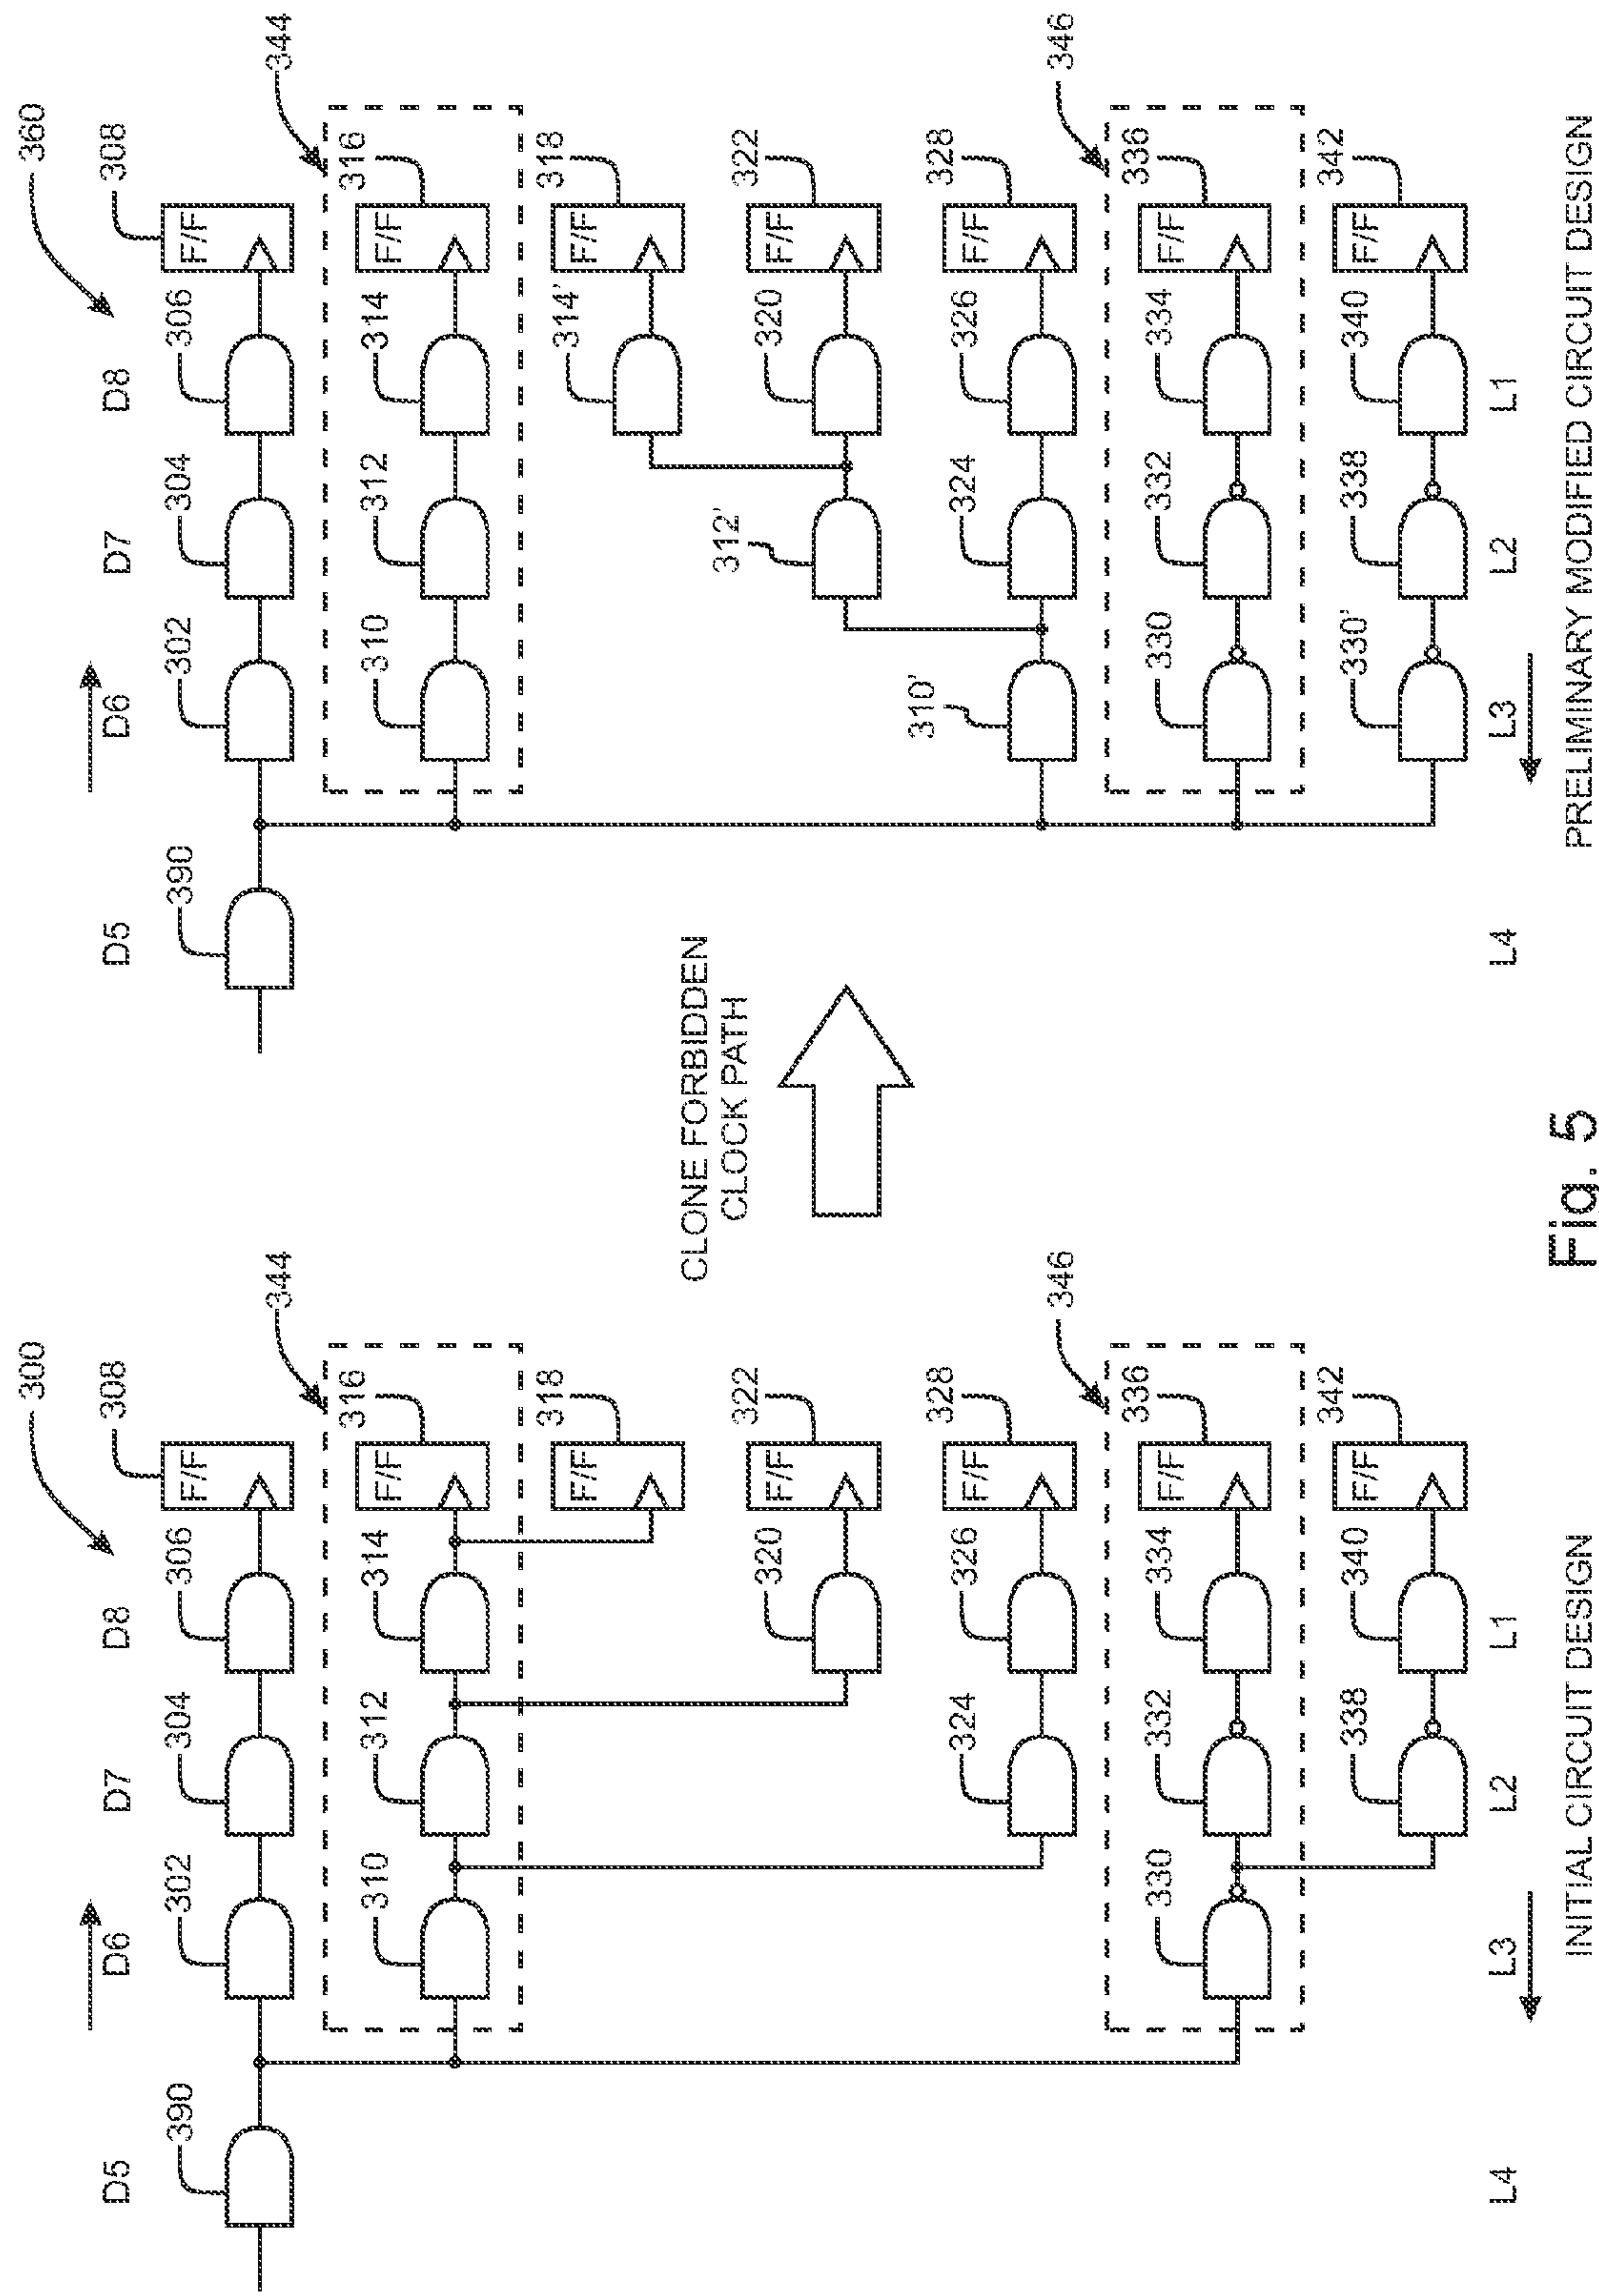 300
D5
D6
D7
D8
390
302
304
306
308
F/F
344
310
312
314
316
F/F
318
F/F
320
322
F/F
324
326
328
F/F
346
330
332
334
336
F/F
338
340
342
F/F
L4
L3
L2
L1
INITIAL CIRCUIT DESIGN
CLONE FORBIDDEN
CLOCK PATH
360
D5
D6
D7
D8
390
302
304
306
308
F/F
344
310
312
314
316
F/F
314'
318
F/F
312'
320
322
F/F
310'
324
326
328
F/F
346
330
332
334
336
F/F
330'
338
340
342
F/F
L4
L3
L2
L1
PRELIMINARY MODIFIED CIRCUIT DESIGN
Fig. 5